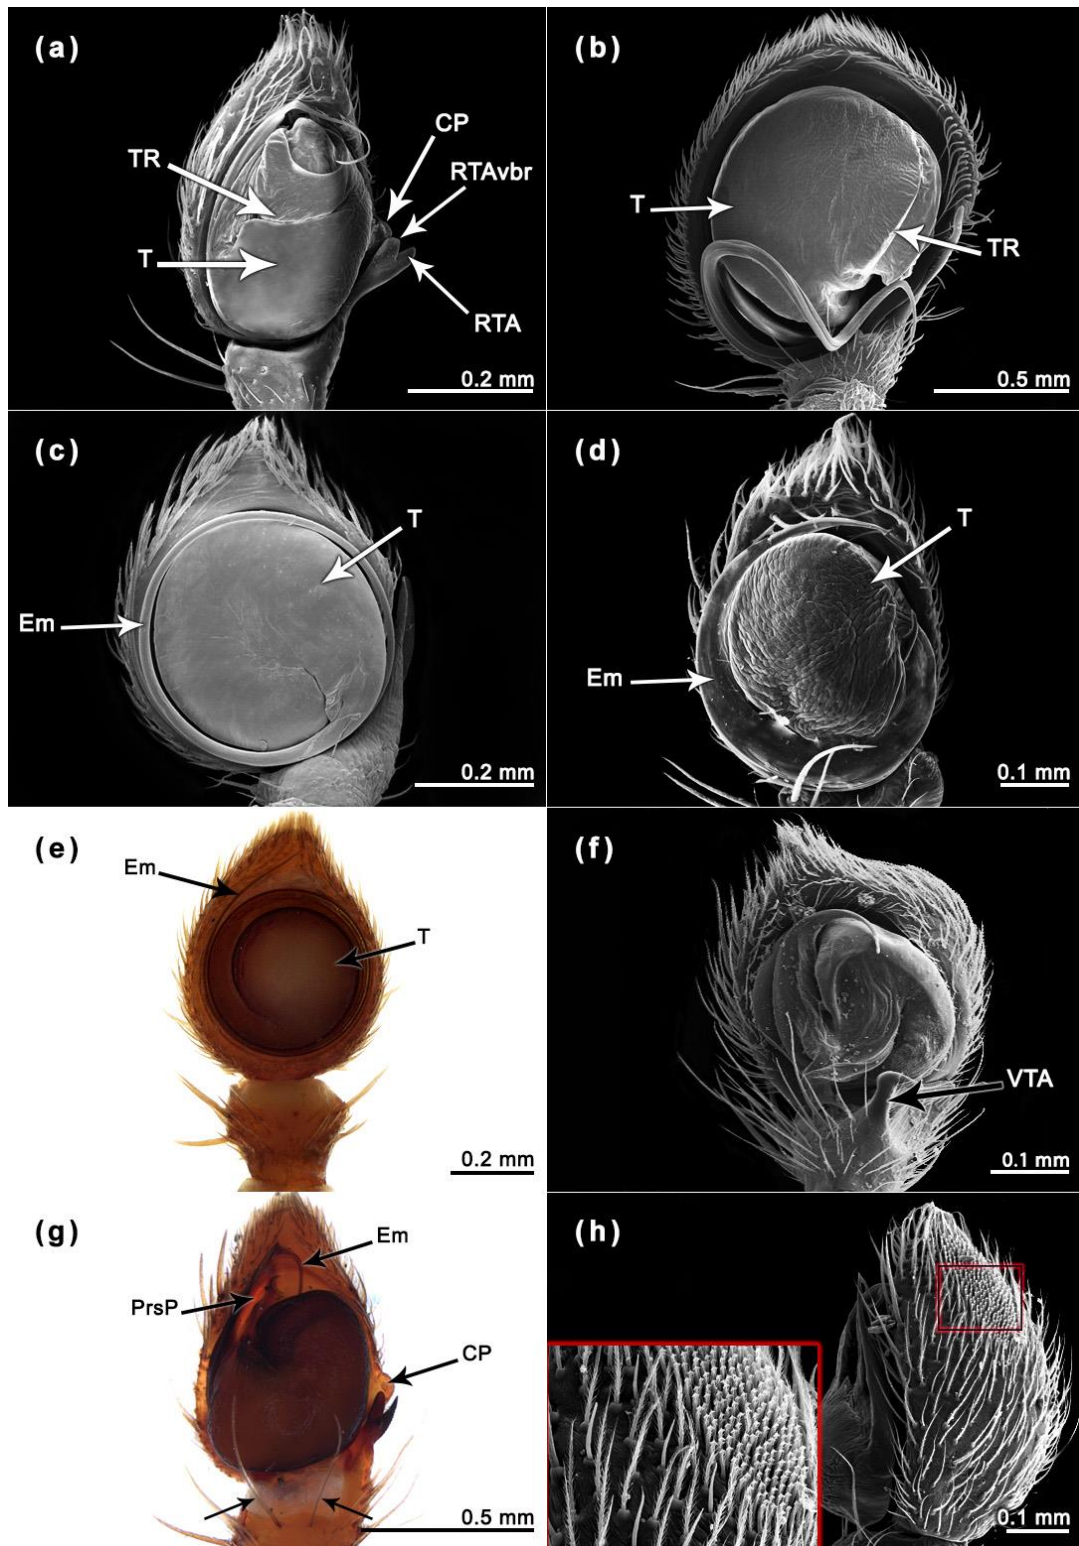 (a)
CP
TR
RTAvbr
T
RTA
0.2 mm
(b)
T
TR
0.5 mm
(c)
T
Em
0.2 mm
(d)
T
Em
0.1 mm
(e)
Em
T
0.2 mm
(f)
VTA
0.1 mm
(g)
Em
PrsP
CP
0.5 mm
(h)
0.1 mm